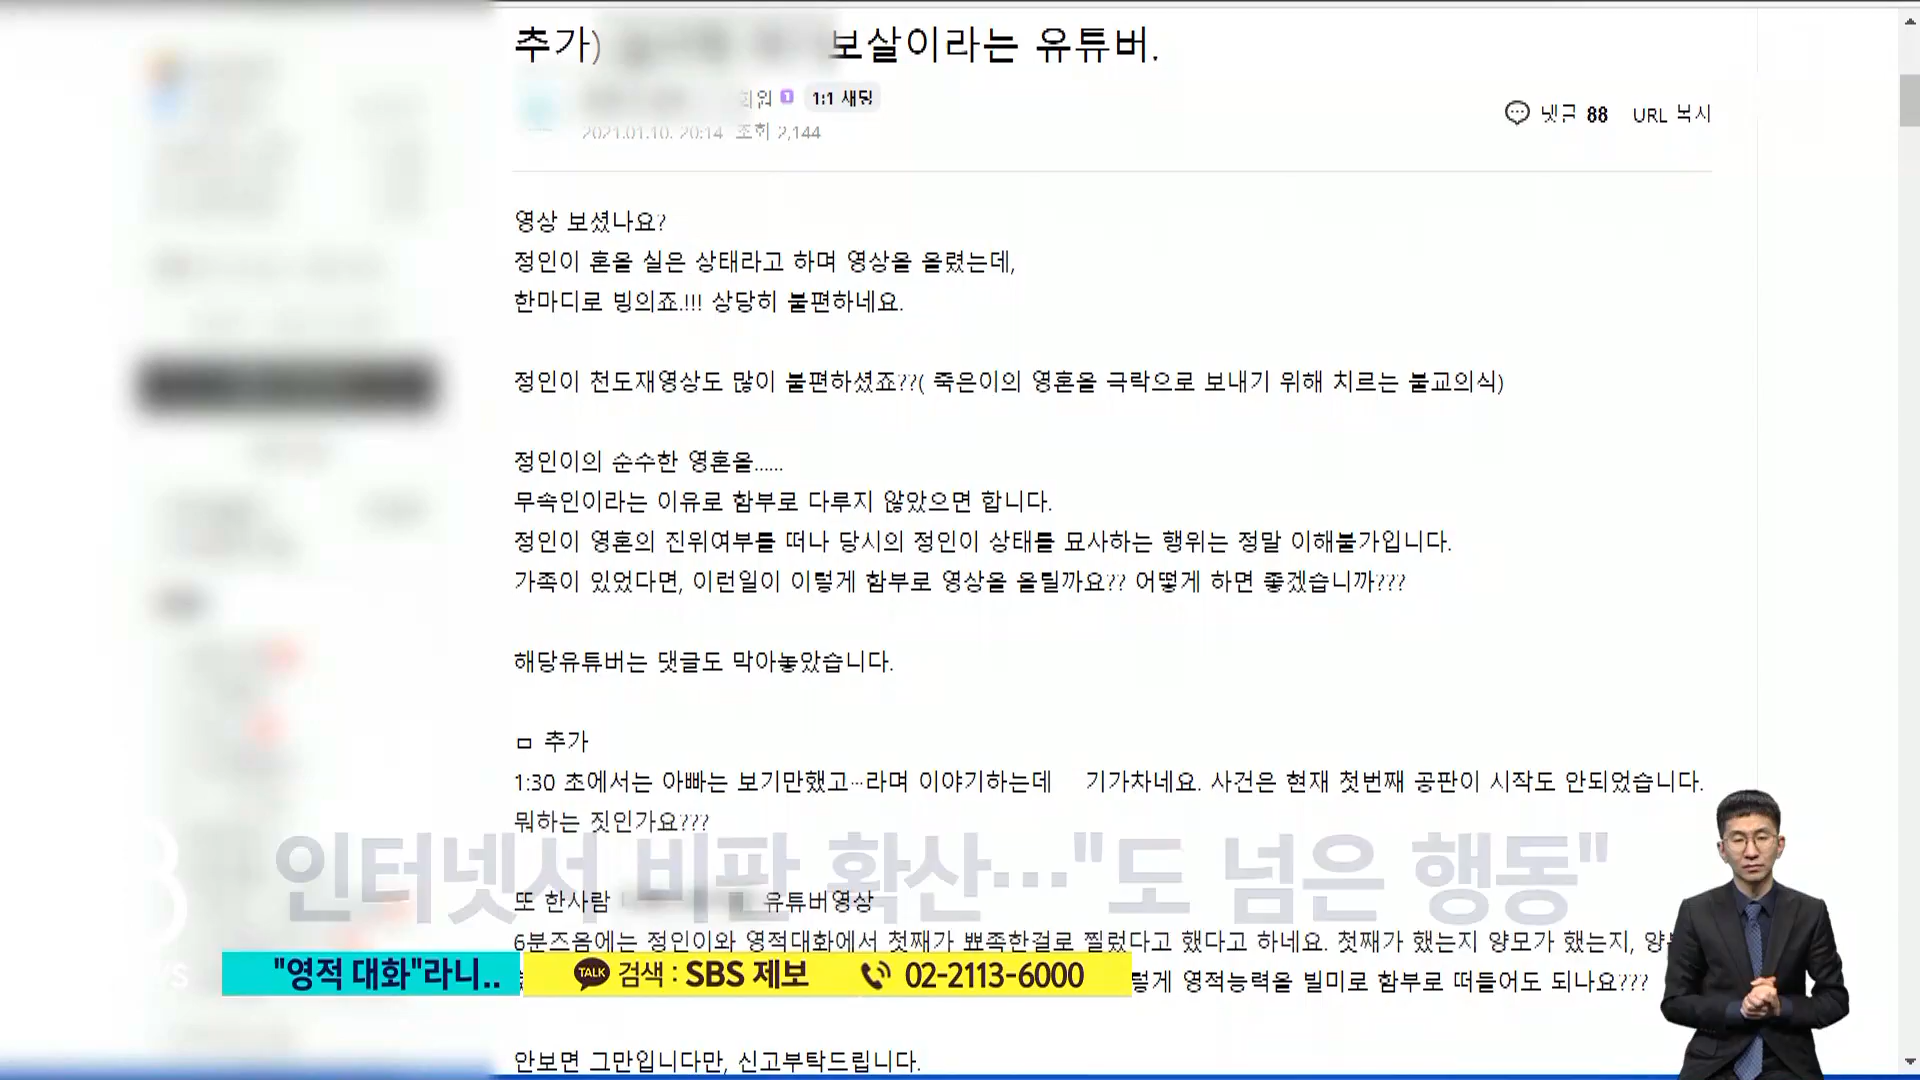 추가) 보살이라는 유튜버.
회원 1 1:1 채팅
2021.01.10. 20:14 조회 2,144
댓글 88 URL 복사
영상 보셨나요?
정인이 혼을 실은 상태라고 하며 영상을 올렸는데,
한마디로 빙의죠.!!! 상당히 불편하네요.
정인이 천도재영상도 많이 불편하셨죠??( 죽은이의 영혼을 극락으로 보내기 위해 치르는 불교의식)
정인이의 순수한 영혼을......
무속인이라는 이유로 함부로 다루지 않았으면 합니다.
정인이 영혼의 진위여부를 떠나 당시의 정인이 상태를 묘사하는 행위는 정말 이해불가입니다.
가족이 있었다면, 이런일이 이렇게 함부로 영상을 올릴까요?? 어떻게 하면 좋겠습니까???
해당유튜버는 댓글도 막아놓았습니다.
ㅁ 추가
1:30 초에서는 아빠는 보기만했고...라며 이야기하는데 기가차네요. 사건은 현재 첫번째 공판이 시작도 안되었습니다.
뭐하는 짓인가요???
인터넷서 비판 확산…"도 넘은 행동"
또 한사람 유튜버영상
6분즈음에는 정인이와 영적대화에서 첫째가 뾰족한걸로 찔렀다고 했다고 하네요. 첫째가 했는지 양모가 했는지,
렇게 영적능력을 빌미로 함부로 떠들어도 되나요???
"영적 대화"라니.. TALK 검색 : SBS 제보 02-2113-6000
안보면 그만입니다만, 신고부탁드립니다.